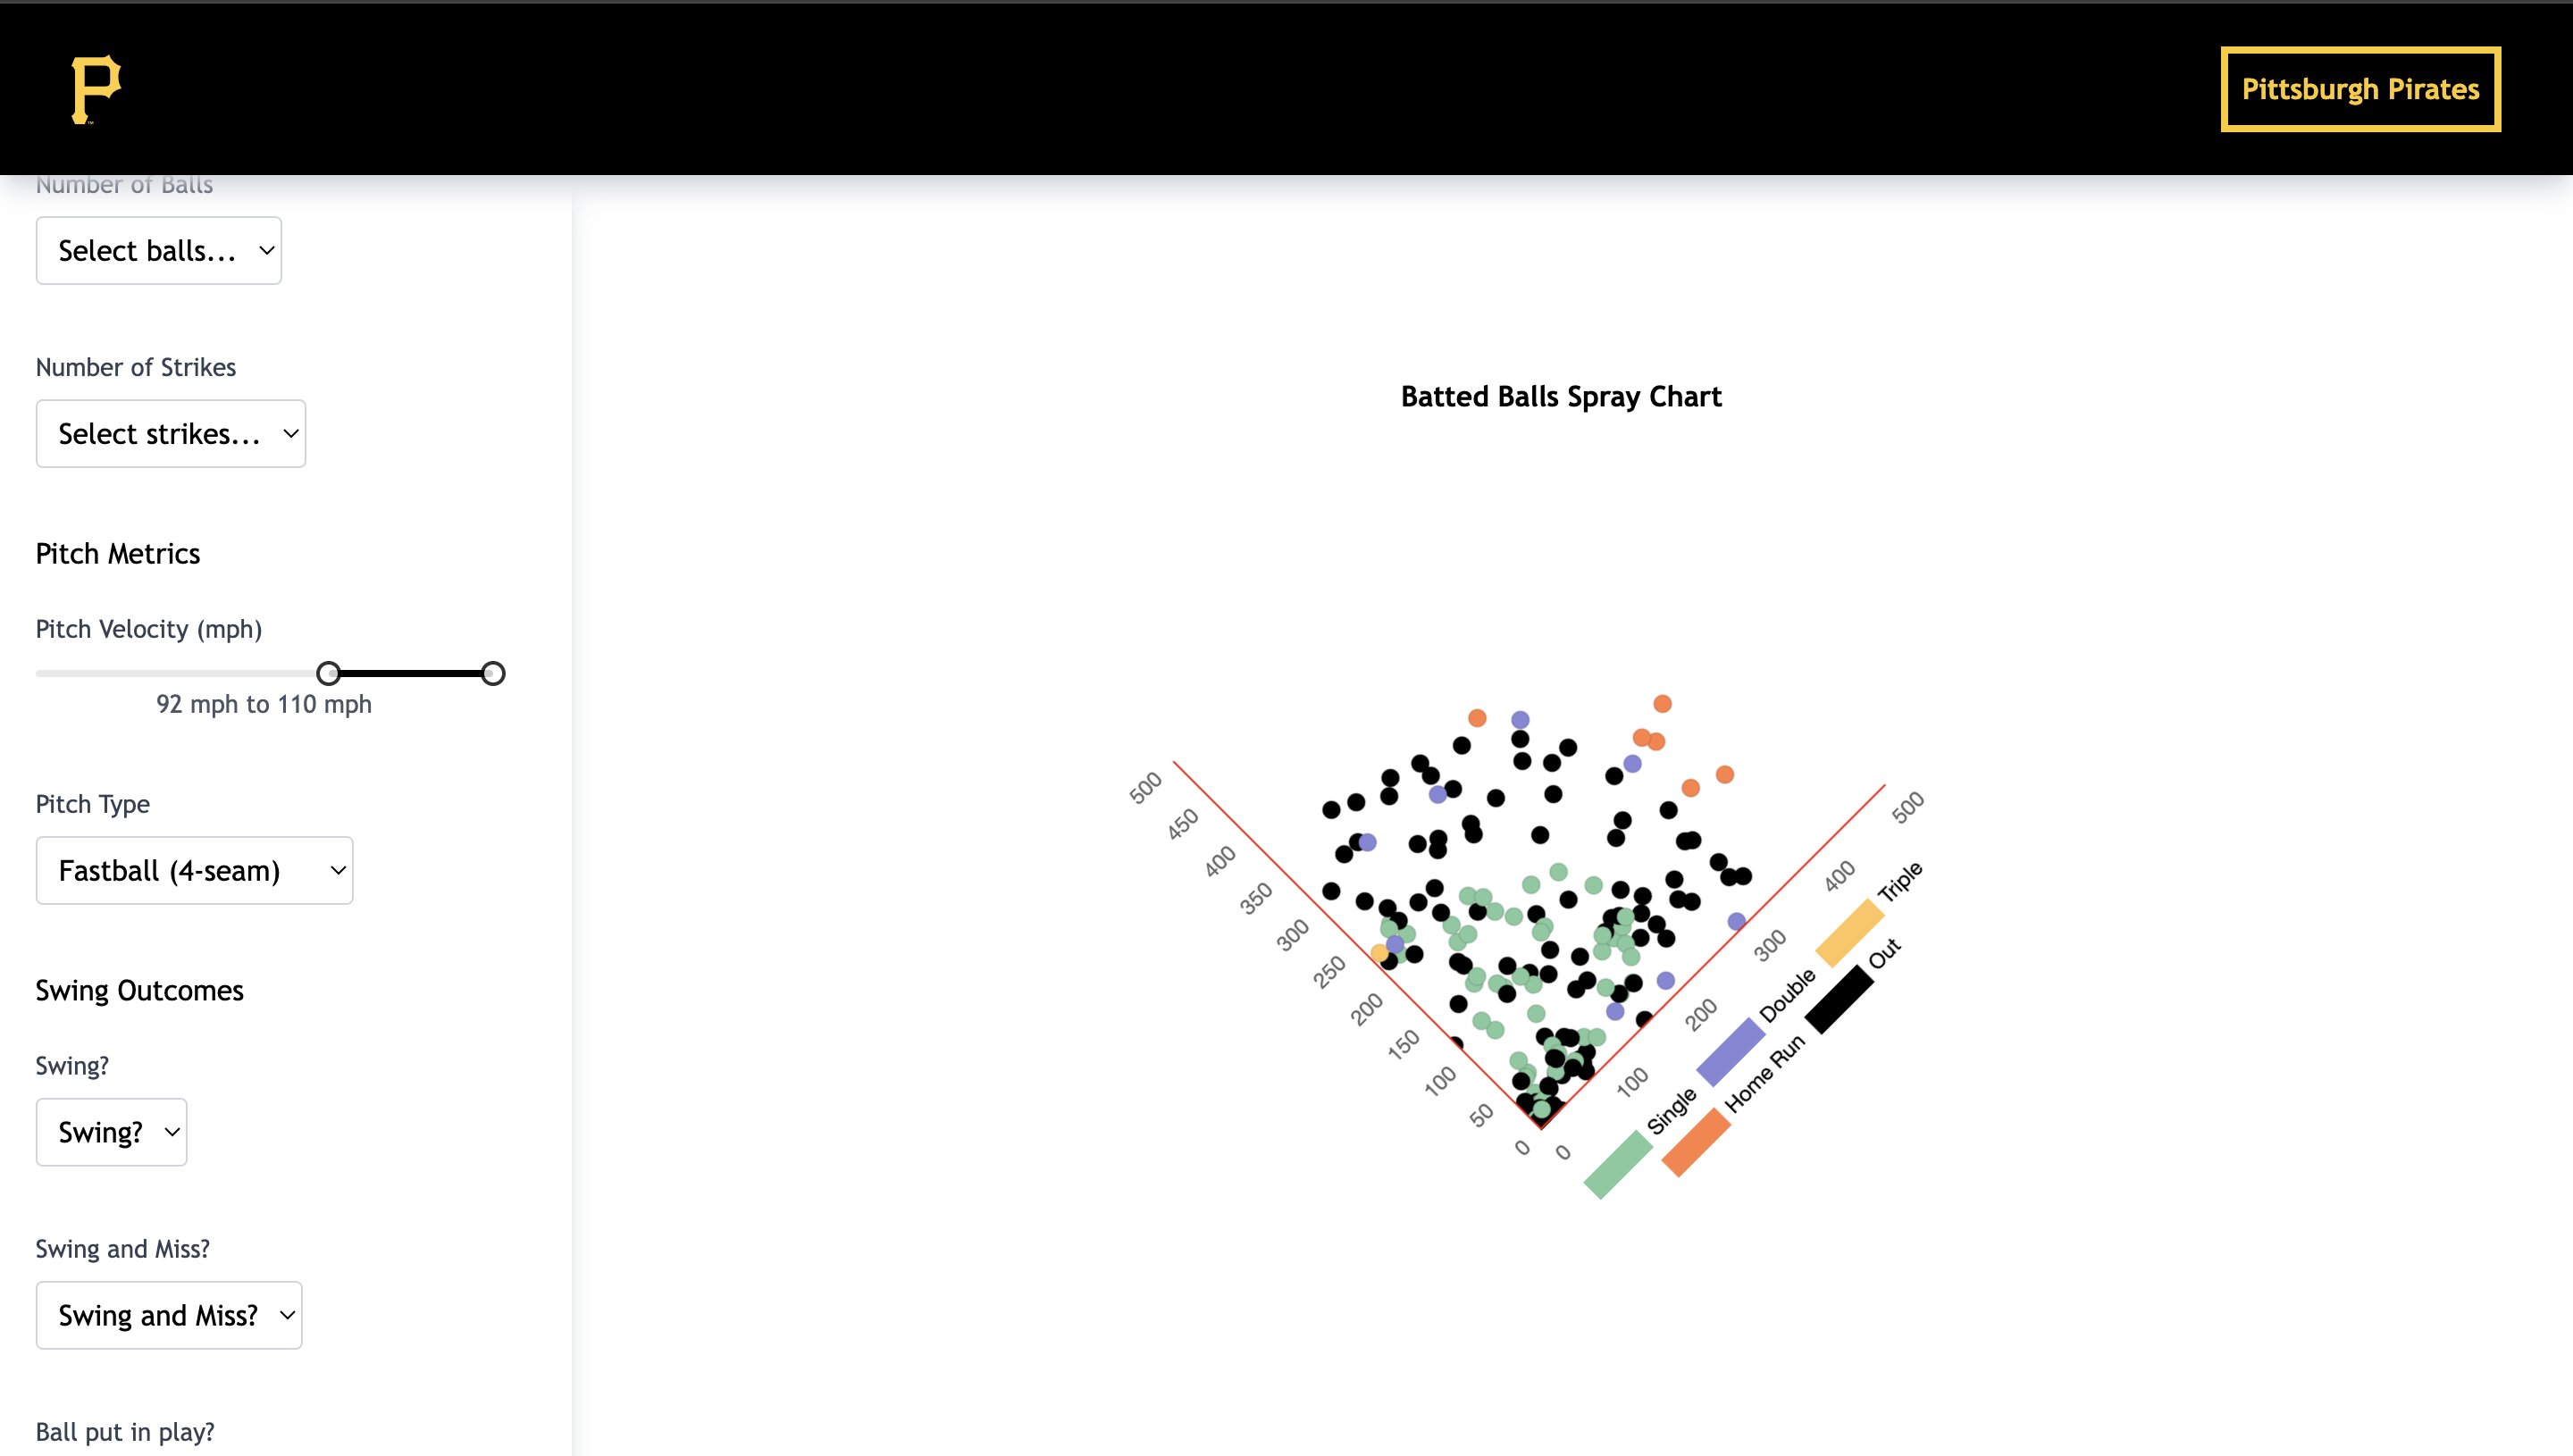 P
Pittsburgh Pirates
Number of Balls
Select balls...
Number of Strikes
Select strikes...
Pitch Metrics
Pitch Velocity (mph)
92 mph to 110 mph
Pitch Type
Fastball (4-seam)
Swing Outcomes
Swing?
Swing?
Swing and Miss?
Swing and Miss?
Ball put in play?
Batted Balls Spray Chart
500
450
400
350
300
250
200
150
100
50
0
0
100
200
300
400
500
Single
Double
Triple
Home Run
Out